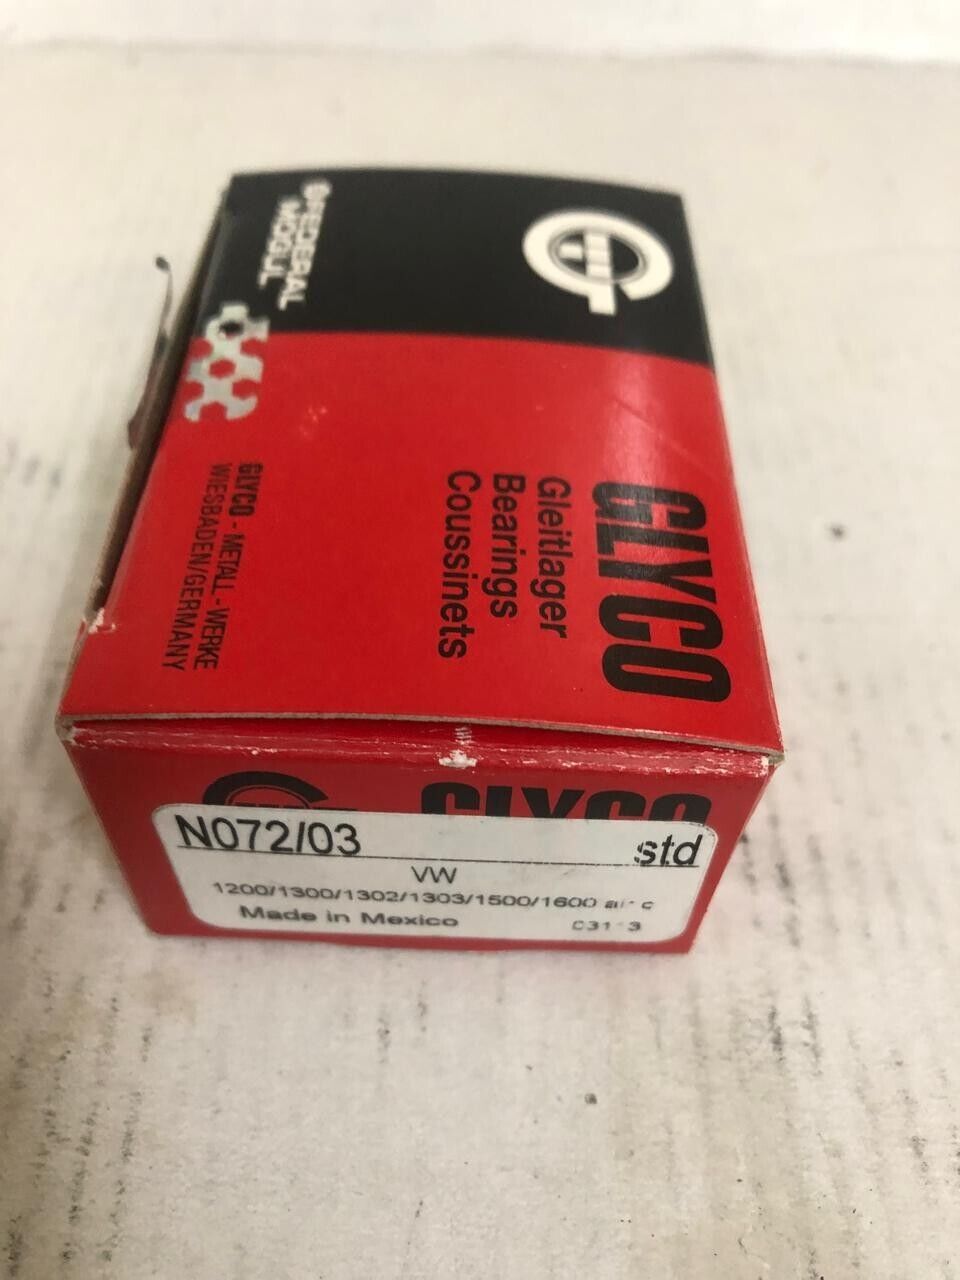 FEDERAL
MOGUL
GLYCO
Gleitlager
Bearings
Coussinets
GLYCO-METALL-WERKE
WIESBADEN/GERMANY
GLYCO
N072/03 std
VW
1200/1300/1302/1303/1500/1600
Made in Mexico